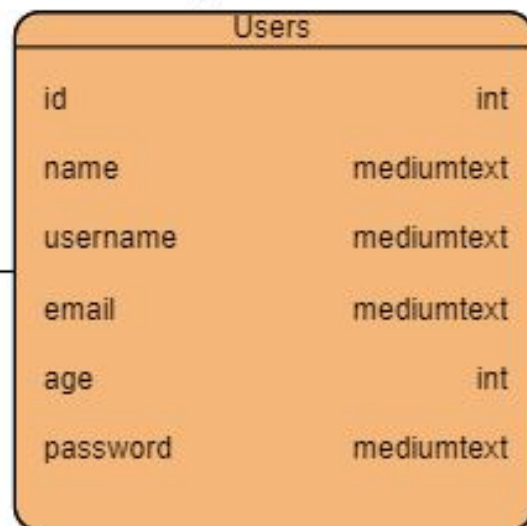 Users
id int
name mediumtext
username mediumtext
email mediumtext
age int
password mediumtext